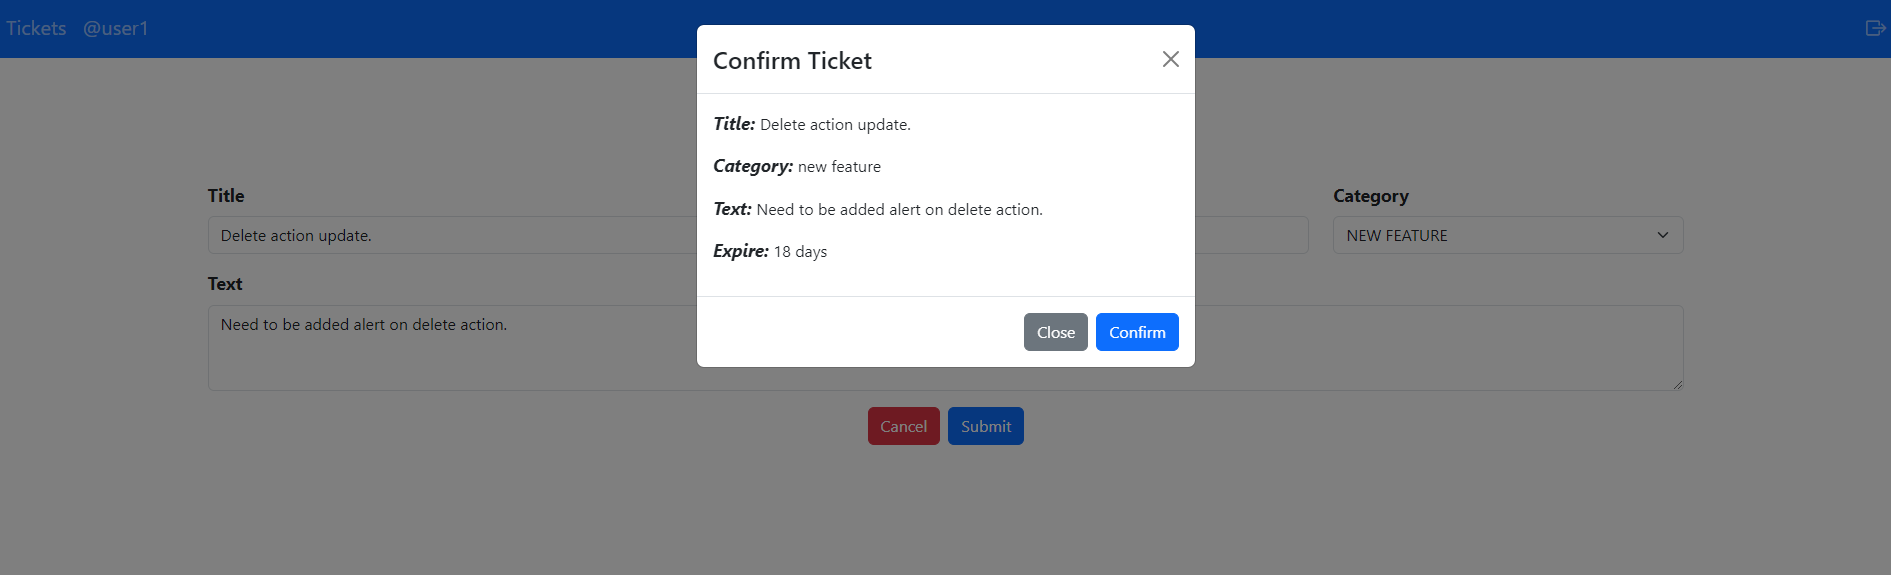 Tickets @user1
Confirm Ticket
Title: Delete action update.
Category: new feature
Text: Need to be added alert on delete action.
Expire: 18 days
Close Confirm
Title
Delete action update.
Category
NEW FEATURE
Text
Need to be added alert on delete action.
Cancel Submit